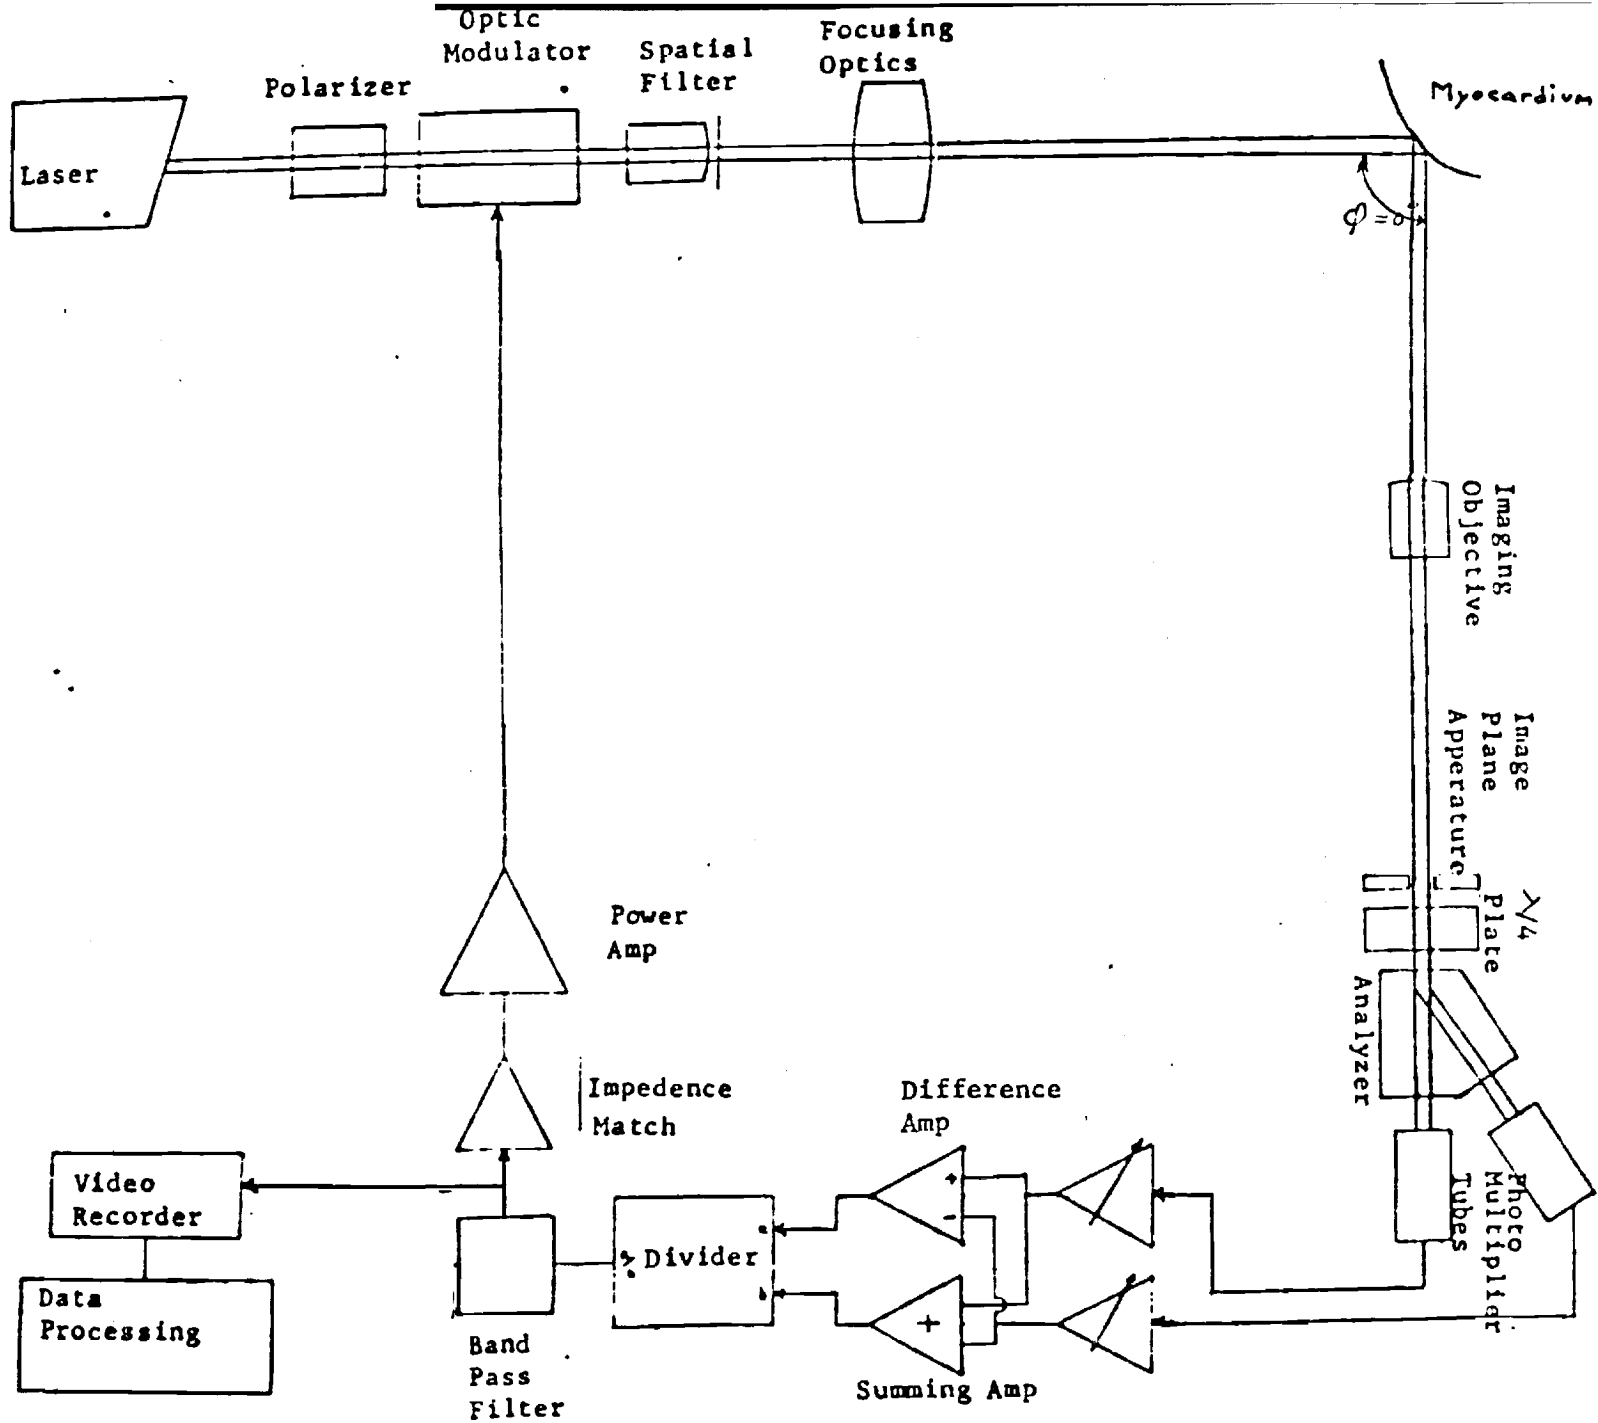 Optic
Modulator
Polarizer
Spatial
Filter
Focusing
Optics
Myocardium
Laser
φ = 0
Imaging
Objective
Image
Plane
Apperature
λ/4
Plate
Analyzer
Photo
Multiplier
Tubes
Power
Amp
Impedence
Match
Difference
Amp
+
-
a
Divider
b
+
Summing Amp
Band
Pass
Filter
Video
Recorder
Data
Processing